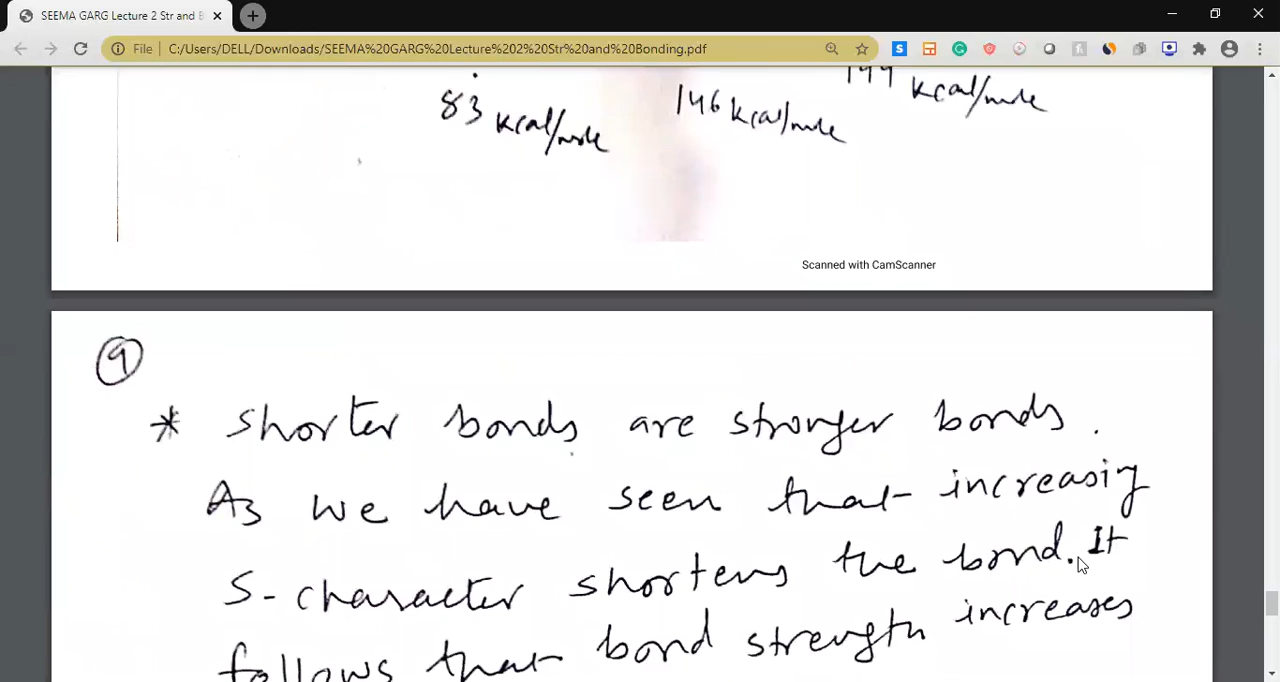 SEEMA GARG Lecture 2 Str and B
File C:/Users/DELL/Downloads/SEEMA%20GARG%20Lecture%202%20Str%20and%20Bonding.pdf
83 kcal/mole 146 kcal/mole 199 kcal/mole
Scanned with CamScanner
9
* Shorter bonds are stronger bonds.
As we have seen that increasing
S-character shortens the bond. It
follows that bond strength increases